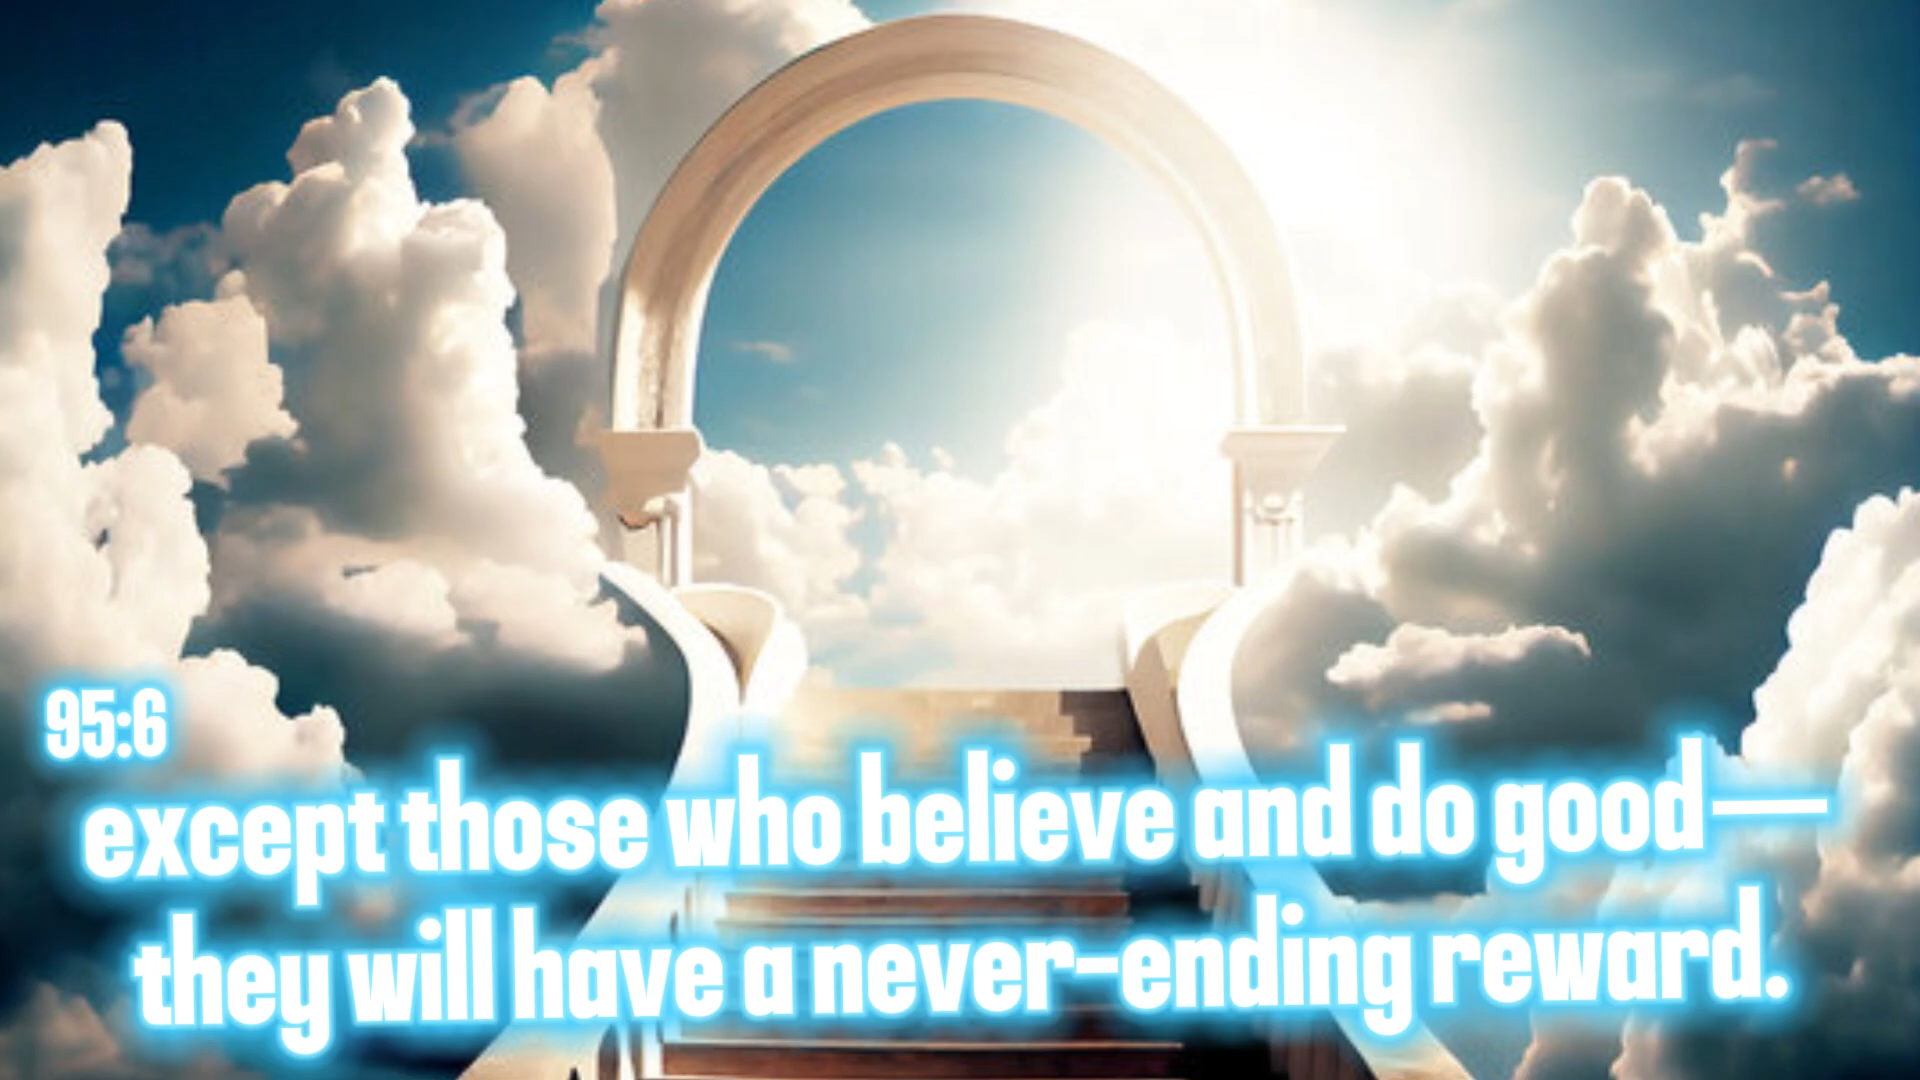 95:6
except those who believe and do good—
they will have a never-ending reward.